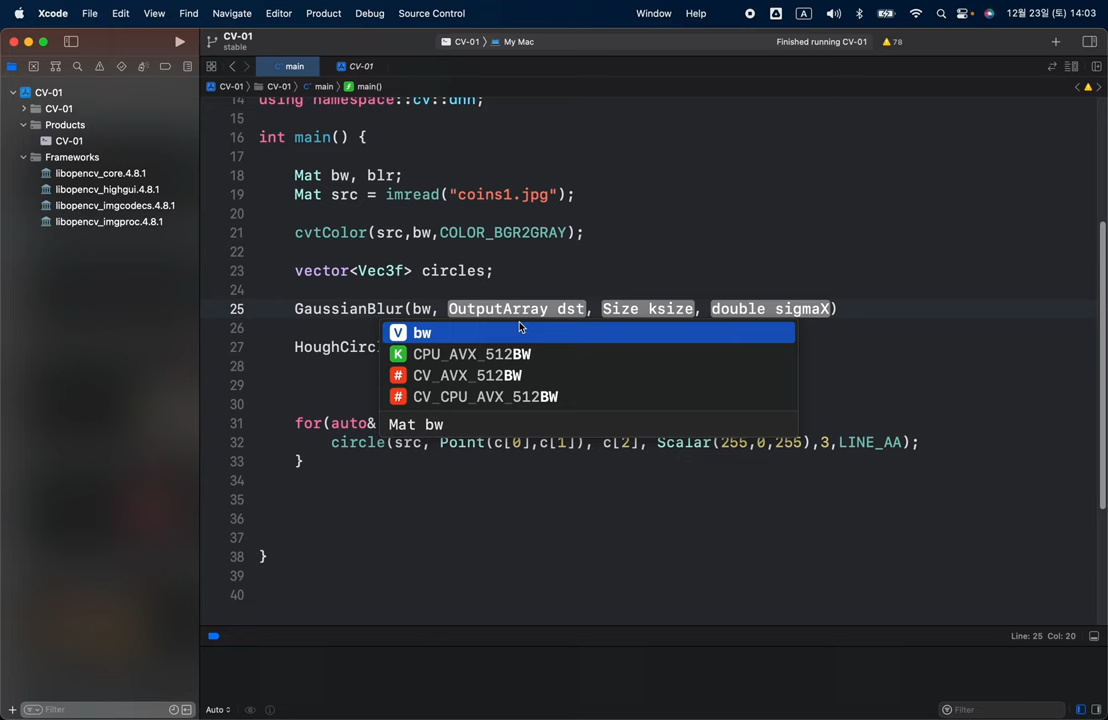 Xcode File Edit View Find Navigate Editor Product Debug Source Control Window Help A 12월 23일 (토) 14:03
CV-01
stable
CV-01 〉 My Mac
Finished running CV-01
78
main
CV-01
CV-01 〉 CV-01 〉 main 〉 main()
CV-01
CV-01
Products
CV-01
Frameworks
libopencv_core.4.8.1
libopencv_highgui.4.8.1
libopencv_imgcodecs.4.8.1
libopencv_imgproc.4.8.1
14 using namespace::cv::dnn;
15
16 int main() {
17
18 Mat bw, blr;
19 Mat src = imread("coins1.jpg");
20
21 cvtColor(src,bw,COLOR_BGR2GRAY);
22
23 vector<Vec3f> circles;
24
25 GaussianBlur(bw, OutputArray dst, Size ksize, double sigmaX)
26
V bw
27 HoughCirc
K CPU_AVX_512BW
28
# CV_AVX_512BW
29
# CV_CPU_AVX_512BW
30
31 for(auto&
Mat bw
32 circle(src, Point(c[0],c[1]), c[2], Scalar(255,0,255),3,LINE_AA);
33 }
34
35
36
37
38 }
39
40
Line: 25 Col: 20
Filter
Auto
Filter